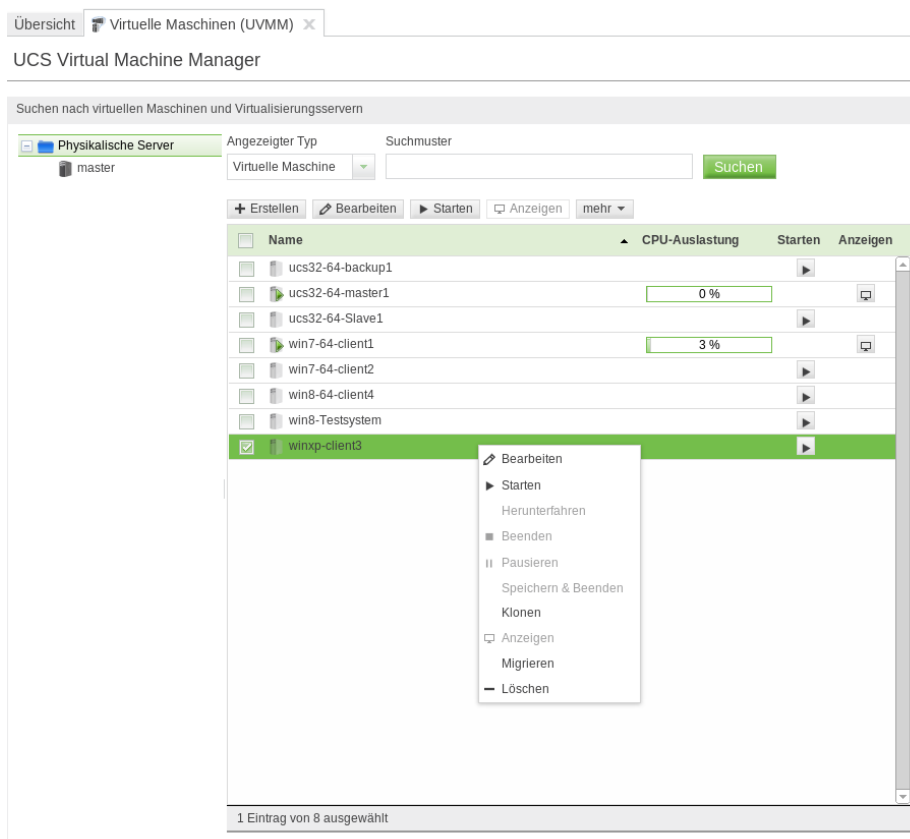 Übersicht Virtuelle Maschinen (UVMM)
UCS Virtual Machine Manager
Suchen nach virtuellen Maschinen und Virtualisierungsservern
Physikalische Server
master
Angezeigter Typ Suchmuster
Virtuelle Maschine Suchen
Erstellen Bearbeiten Starten Anzeigen mehr
Name CPU-Auslastung Starten Anzeigen
ucs32-64-backup1
ucs32-64-master1 0 %
ucs32-64-Slave1
win7-64-client1 3 %
win7-64-client2
win8-64-client4
win8-Testsystem
winxp-client3
Bearbeiten
Starten
Herunterfahren
Beenden
Pausieren
Speichern & Beenden
Klonen
Anzeigen
Migrieren
Löschen
1 Eintrag von 8 ausgewählt